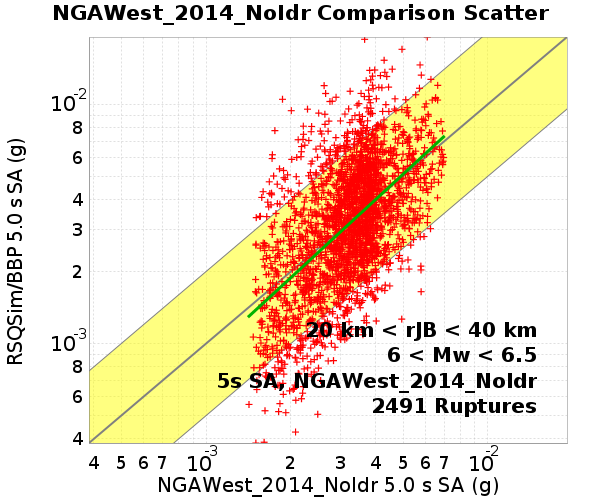 NGAWest_2014_NoIdr Comparison Scatter
RSQSim/BBP 5.0 s SA (g)
10-2
8
6
4
3
2
10-3
8
6
4
20 km < rJB < 40 km
6 < Mw < 6.5
5s SA, NGAWest_2014_NoIdr
2491 Ruptures
4 5 6 7 10-3 2 3 4 5 6 7 10-2
NGAWest_2014_NoIdr 5.0 s SA (g)